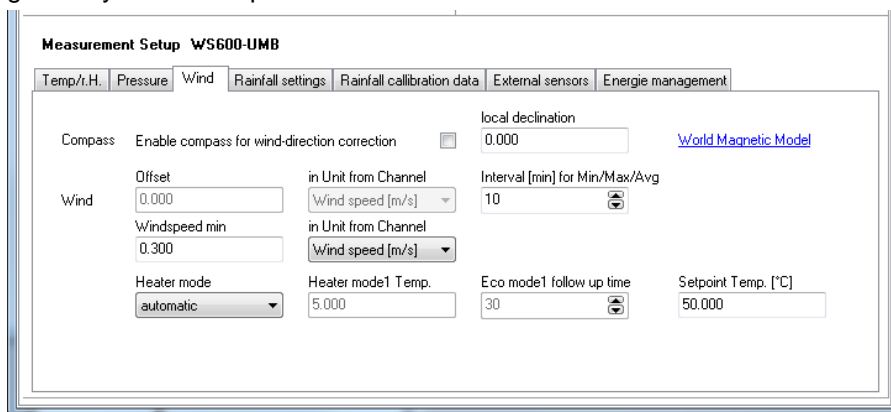 Measurement Setup WS600-UMB
Temp/r.H. Pressure Wind Rainfall settings Rainfall callibration data External sensors Energie management
local declination
Compass Enable compass for wind-direction correction 0.000 World Magnetic Model
Offset in Unit from Channel Interval [min] for Min/Max/Avg
Wind 0.000 Wind speed [m/s] 10
Windspeed min in Unit from Channel
0.300 Wind speed [m/s]
Heater mode Heater mode1 Temp. Eco mode1 follow up time Setpoint Temp. [°C]
automatic 5.000 30 50.000